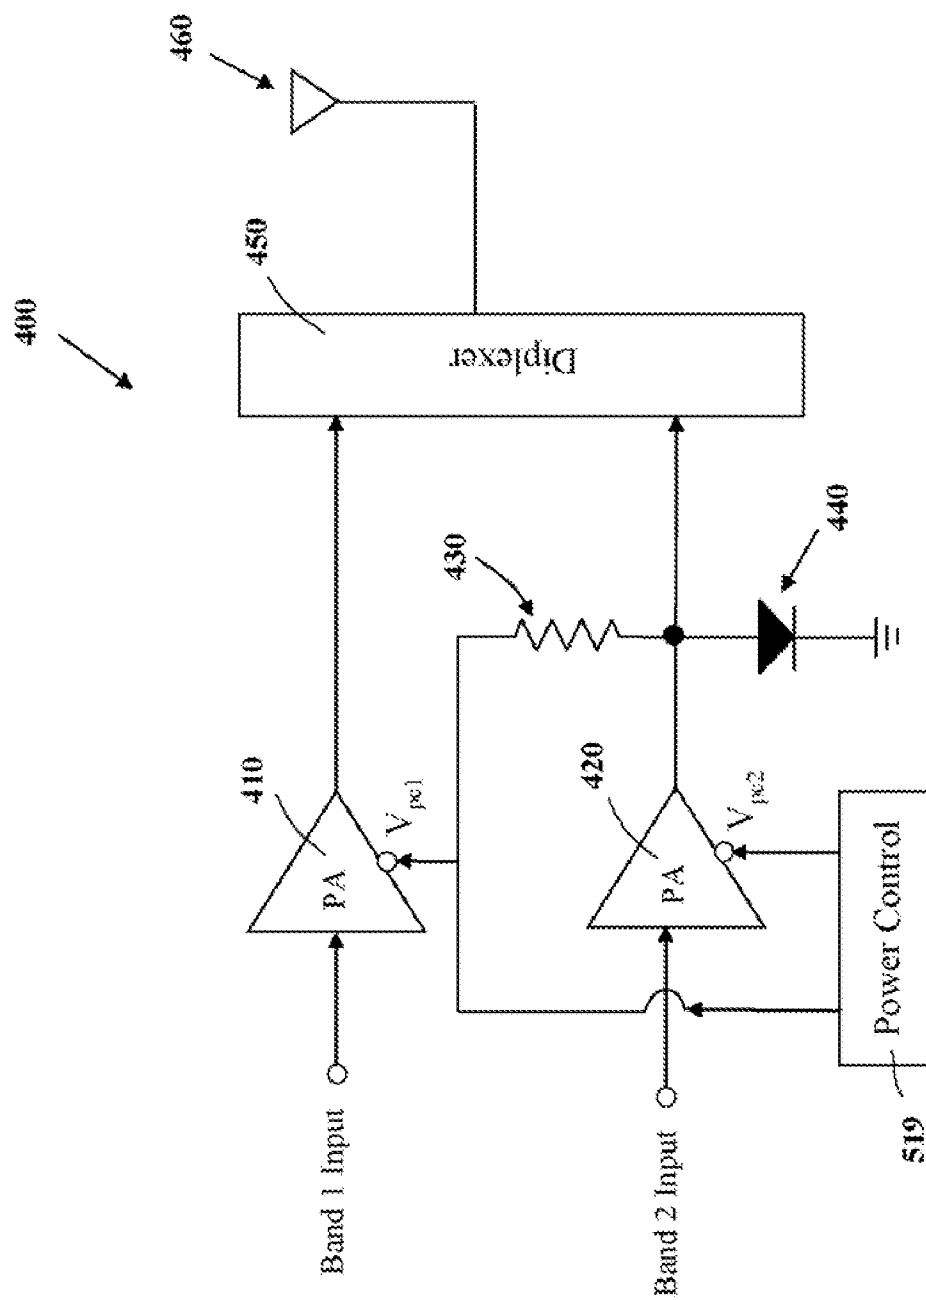 400
460
450
Diplexer
410
PA
V_pc1
430
440
420
PA
V_pc2
Band 1 Input
Band 2 Input
Power Control
519